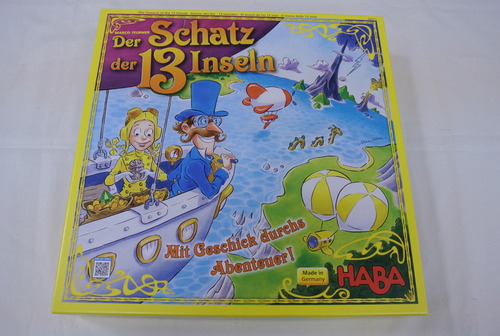 MARCO TEUBNER
Der Schatz
der 13 Inseln
Mit Geschick durchs
Abenteuer!
Made in
Germany
HABA